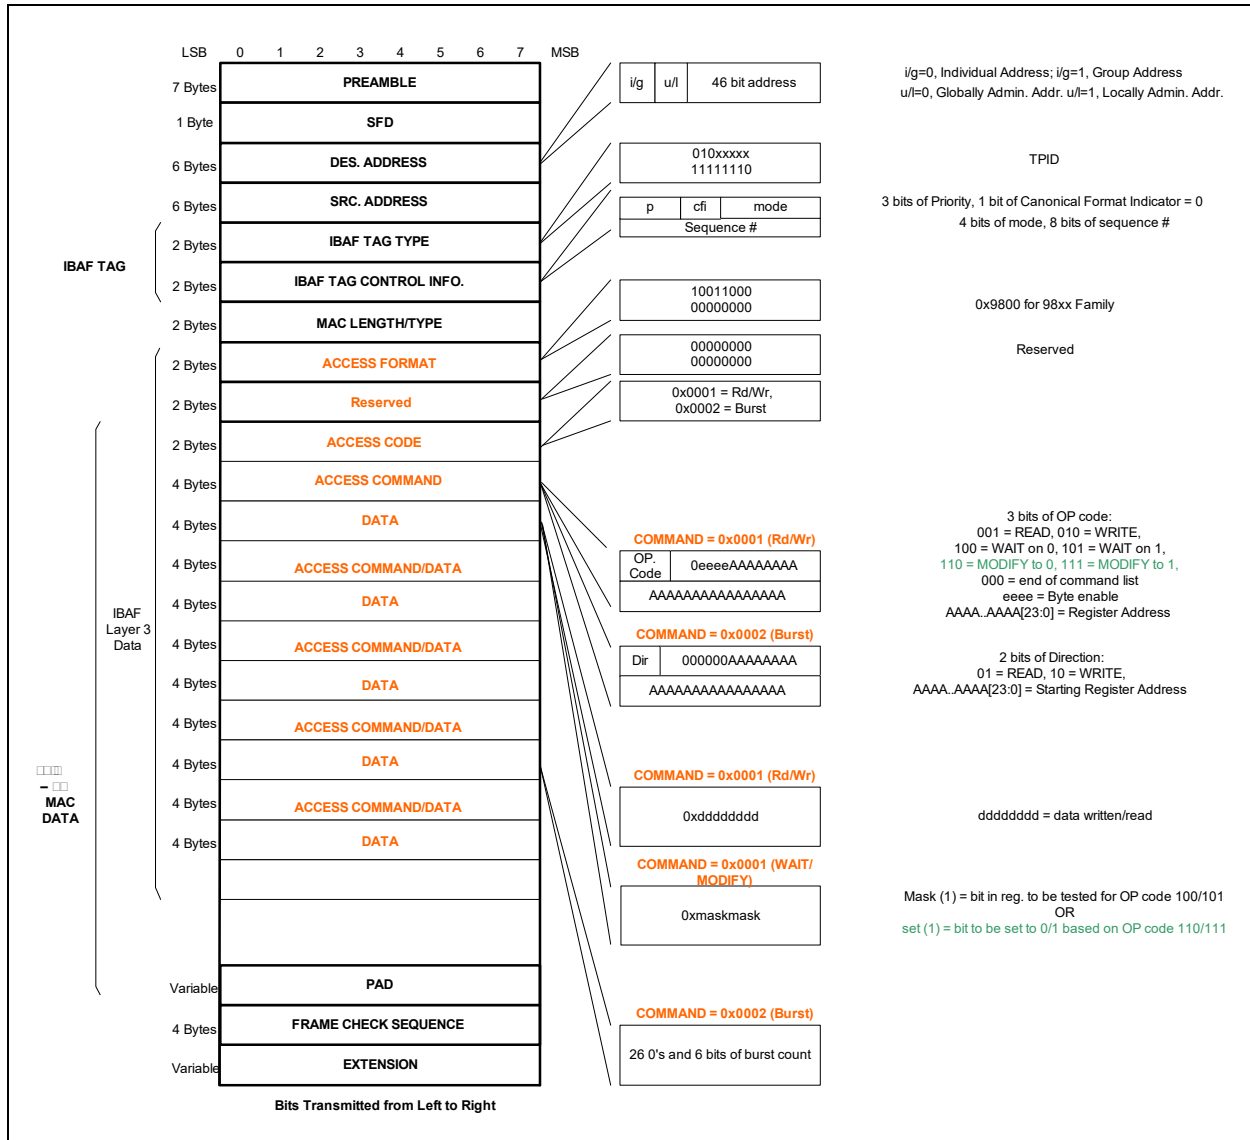 LSB 0 1 2 3 4 5 6 7 MSB
7 Bytes PREAMBLE
1 Byte SFD
6 Bytes DES. ADDRESS
6 Bytes SRC. ADDRESS
IBAF TAG
2 Bytes IBAF TAG TYPE
2 Bytes IBAF TAG CONTROL INFO.
2 Bytes MAC LENGTH/TYPE
2 Bytes ACCESS FORMAT
2 Bytes Reserved
2 Bytes ACCESS CODE
4 Bytes ACCESS COMMAND
4 Bytes DATA
4 Bytes ACCESS COMMAND/DATA
4 Bytes DATA
4 Bytes ACCESS COMMAND/DATA
4 Bytes DATA
4 Bytes ACCESS COMMAND/DATA
4 Bytes DATA
4 Bytes ACCESS COMMAND/DATA
4 Bytes DATA
IBAF
Layer 3
Data
–
MAC
DATA
Variable PAD
4 Bytes FRAME CHECK SEQUENCE
Variable EXTENSION
Bits Transmitted from Left to Right
i/g u/l 46 bit address
i/g=0, Individual Address; i/g=1, Group Address
u/l=0, Globally Admin. Addr. u/l=1, Locally Admin. Addr.
010xxxxx
11111110
TPID
p cfi mode
Sequence #
3 bits of Priority, 1 bit of Canonical Format Indicator = 0
4 bits of mode, 8 bits of sequence #
10011000
00000000
0x9800 for 98xx Family
00000000
00000000
Reserved
0x0001 = Rd/Wr,
0x0002 = Burst
COMMAND = 0x0001 (Rd/Wr)
OP.
Code
0eeeeAAAAAAAA
AAAAAAAAAAAAAAAA
3 bits of OP code:
001 = READ, 010 = WRITE,
100 = WAIT on 0, 101 = WAIT on 1,
110 = MODIFY to 0, 111 = MODIFY to 1,
000 = end of command list
eeee = Byte enable
AAAA..AAAA[23:0] = Register Address
COMMAND = 0x0002 (Burst)
Dir 000000AAAAAAAA
AAAAAAAAAAAAAAAA
2 bits of Direction:
01 = READ, 10 = WRITE,
AAAA..AAAA[23:0] = Starting Register Address
COMMAND = 0x0001 (Rd/Wr)
0xdddddddd
dddddddd = data written/read
COMMAND = 0x0001 (WAIT/
MODIFY)
0xmaskmask
Mask (1) = bit in reg. to be tested for OP code 100/101
OR
set (1) = bit to be set to 0/1 based on OP code 110/111
COMMAND = 0x0002 (Burst)
26 0's and 6 bits of burst count